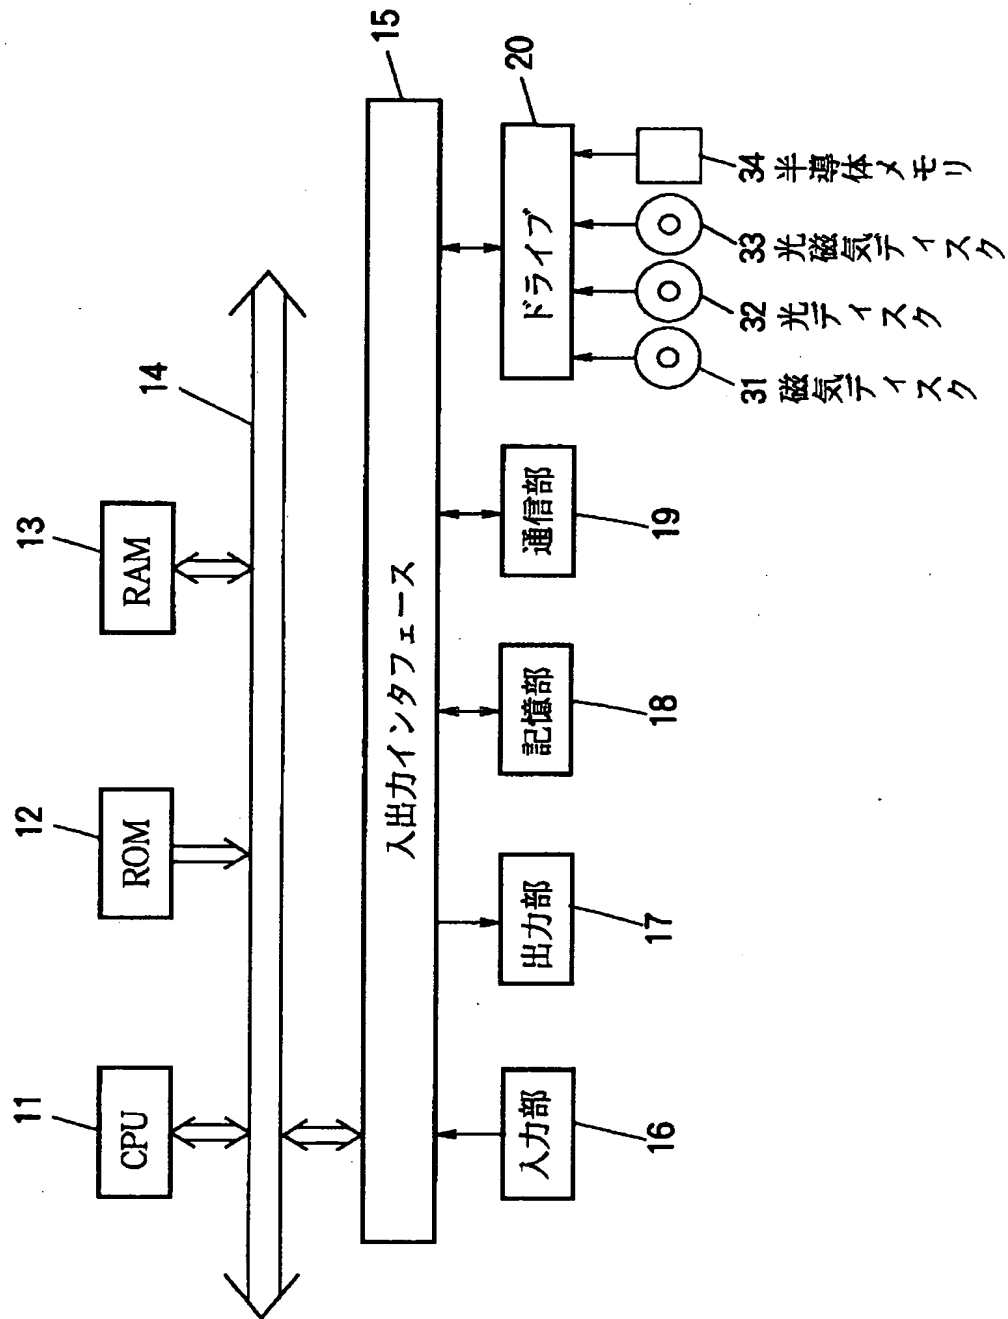 11
CPU
12
ROM
13
RAM
14
15
入出力インタフェース
16
入力部
17
出力部
18
記憶部
19
通信部
20
ドライブ
31 磁気ディスク
32 光ディスク
33 光磁気ディスク
34 半導体メモリ